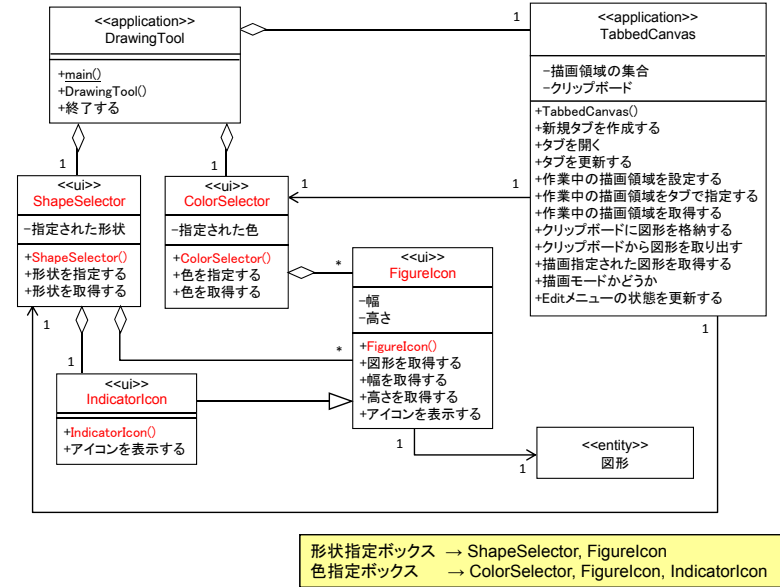 <<application>>
DrawingTool
+main()
+DrawingTool()
+終了する
1
<<application>>
TabbedCanvas
-描画領域の集合
-クリップボード
+TabbedCanvas()
+新規タブを作成する
+タブを開く
+タブを更新する
+作業中の描画領域を設定する
+作業中の描画領域をタブで指定する
+作業中の描画領域を取得する
+クリップボードに図形を格納する
+クリップボードから図形を取り出す
+描画指定された図形を取得する
+描画モードかどうか
+Editメニューの状態を更新する
1
1
<<ui>>
ShapeSelector
-指定された形状
+ShapeSelector()
+形状を指定する
+形状を取得する
<<ui>>
ColorSelector
-指定された色
+ColorSelector()
+色を指定する
+色を取得する
1
1
*
<<ui>>
FigureIcon
-幅
-高さ
+FigureIcon()
+図形を取得する
+幅を取得する
+高さを取得する
+アイコンを表示する
1
1
*
1
<<ui>>
IndicatorIcon
+IndicatorIcon()
+アイコンを表示する
1
1
<<entity>>
図形
形状指定ボックス → ShapeSelector, FigureIcon
色指定ボックス → ColorSelector, FigureIcon, IndicatorIcon